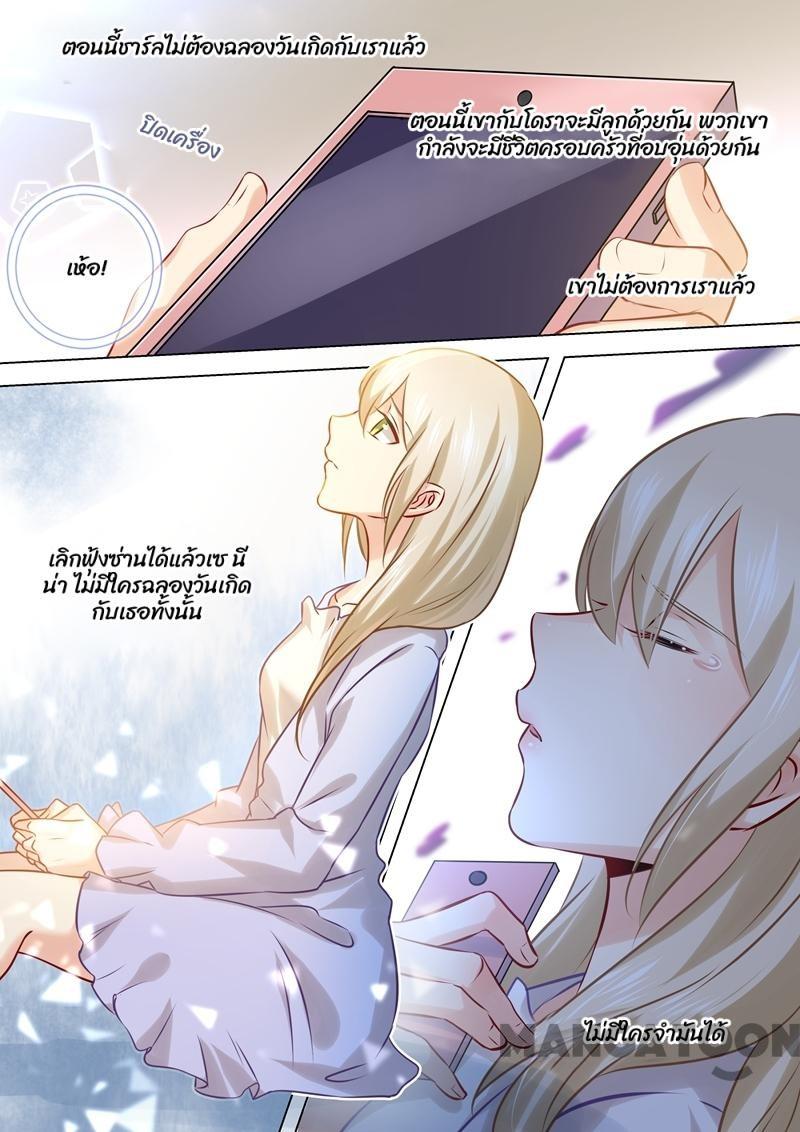 ตอนนี้ชาร์ลไม่ต้องฉลองวันเกิดกับเราแล้ว
ปิดเครื่อง
ตอนนี้เขากับโดราจะมีลูกด้วยกัน พวกเขา
กำลังจะมีชีวิตครอบครัวที่อบอุ่นด้วยกัน
เห้อ!
เขาไม่ต้องการเราแล้ว
เลิกฟุ้งซ่านได้แล้วเซ นี
น่า ไม่มีใครฉลองวันเกิด
กับเธอทั้งนั้น
ไม่มีใครจำมันได้
MANGATOON